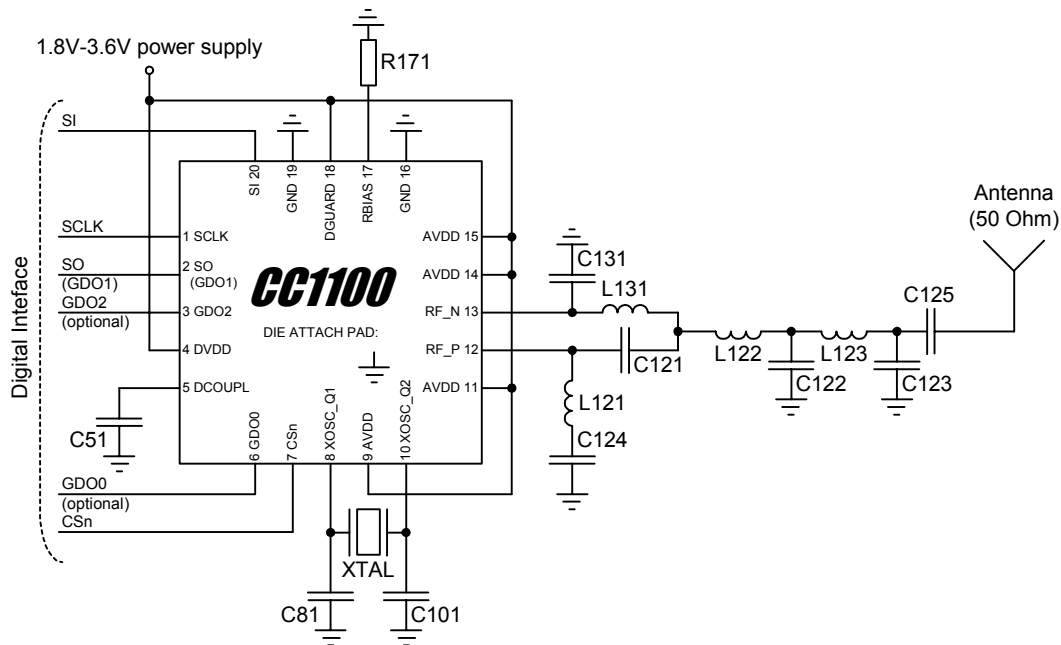 1.8V-3.6V power supply
R171
Digital Inteface
SI
SCLK
SO
(GDO1)
GDO2
(optional)
GDO0
(optional)
CSn
SI 20
GND 19
DGUARD 18
RBIAS 17
GND 16
1 SCLK
2 SO
(GDO1)
3 GDO2
4 DVDD
5 DCOUPL
CC1100
DIE ATTACH PAD:
AVDD 15
AVDD 14
RF_N 13
RF_P 12
AVDD 11
6 GDO0
7 CSn
8 XOSC_Q1
9 AVDD
10 XOSC_Q2
C51
XTAL
C81
C101
C131
L131
C121
L121
C124
L122
C122
L123
C123
C125
Antenna
(50 Ohm)